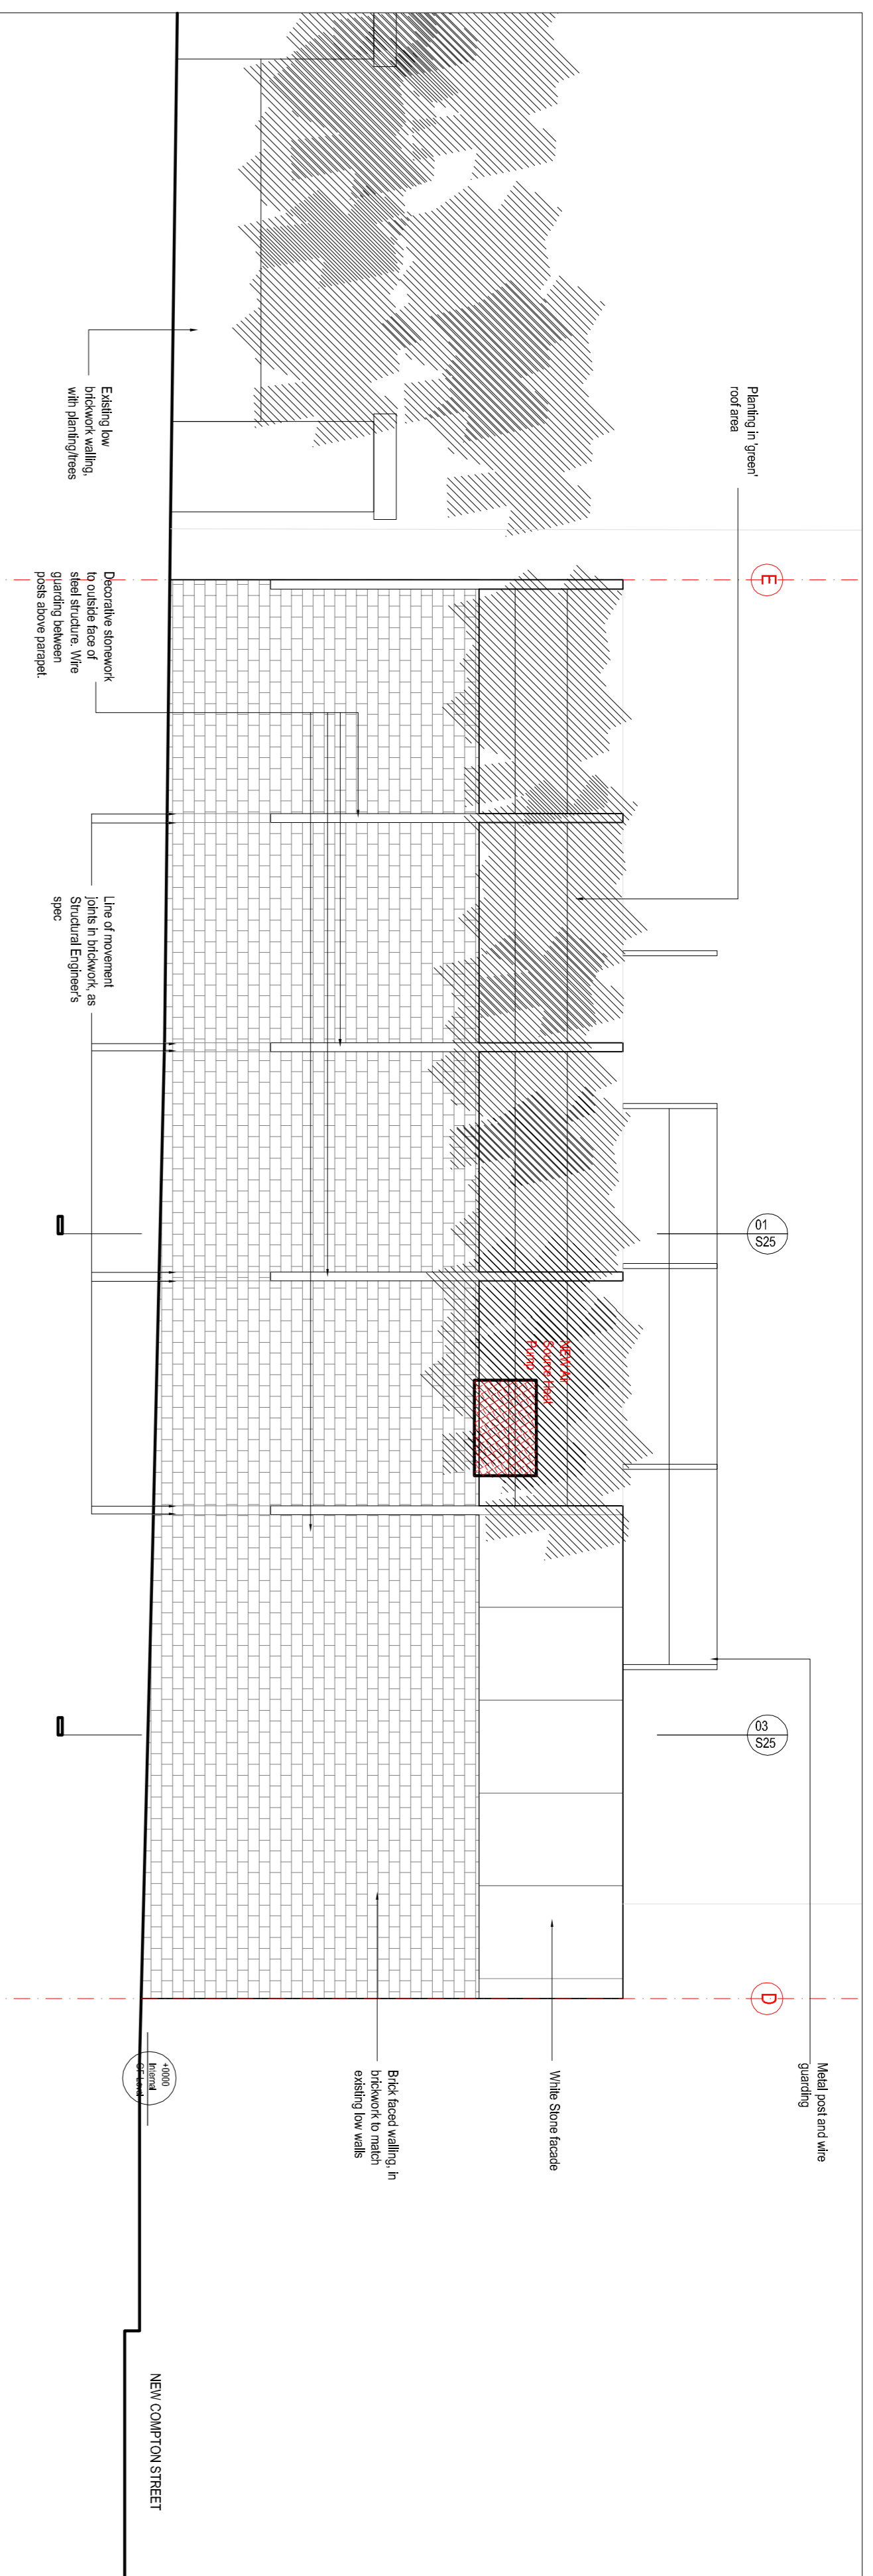 Planting in 'green'
roof area
E
01
S25
03
S25
D
Metal post and wire
guarding
NEW Air
Source Heat
Pump
White Stone facade
Brick faced walling, in
brickwork to match
existing low walls
Existing low
brickwork walling,
with planting/trees
Decorative stonework
to outside face of
steel structure. Wire
guarding between
posts above parapet.
Line of movement
joints in brickwork, as
Structural Engineer's
spec
+0000
Internal
GF Level
NEW COMPTON STREET